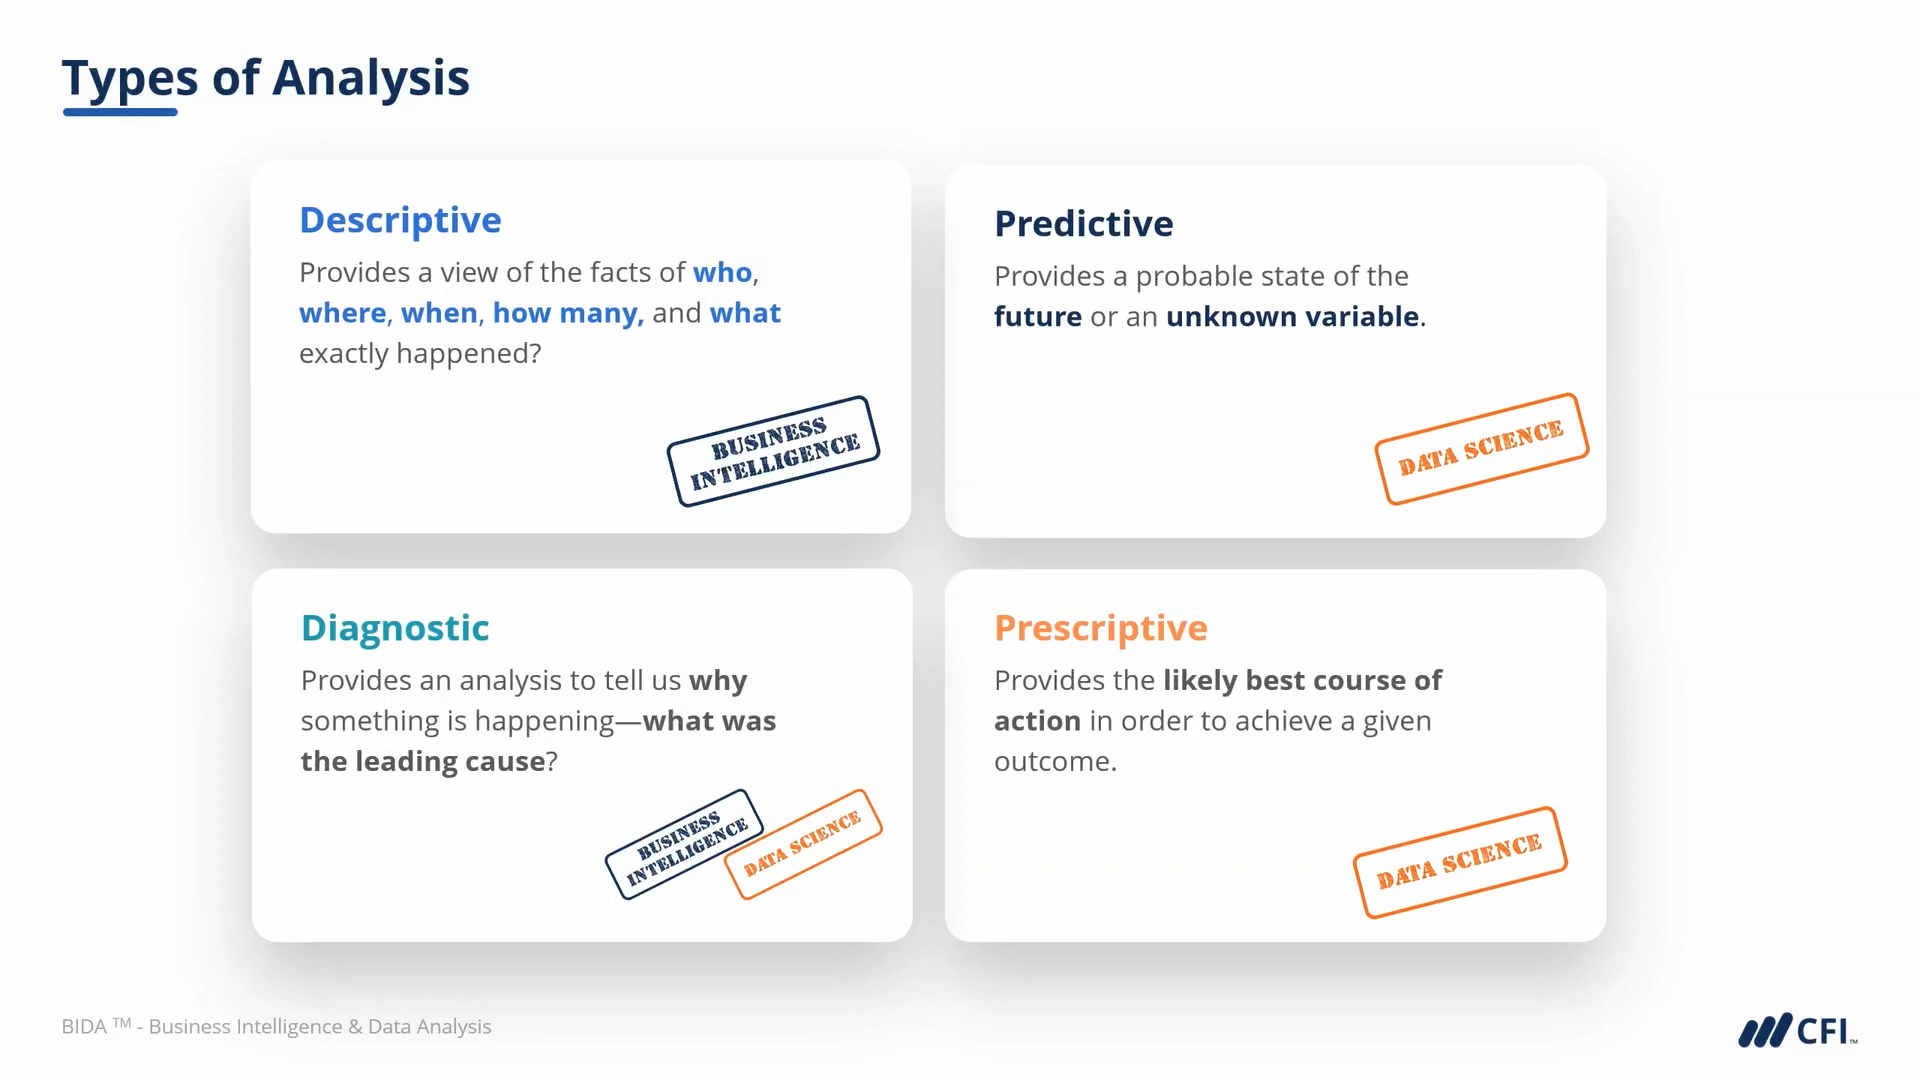 Types of Analysis
Descriptive
Provides a view of the facts of who,
where, when, how many, and what
exactly happened?
BUSINESS
INTELLIGENCE
Predictive
Provides a probable state of the
future or an unknown variable.
DATA SCIENCE
Diagnostic
Provides an analysis to tell us why
something is happening—what was
the leading cause?
BUSINESS
INTELLIGENCE
DATA SCIENCE
Prescriptive
Provides the likely best course of
action in order to achieve a given
outcome.
DATA SCIENCE
BIDA ™ - Business Intelligence & Data Analysis
CFI™